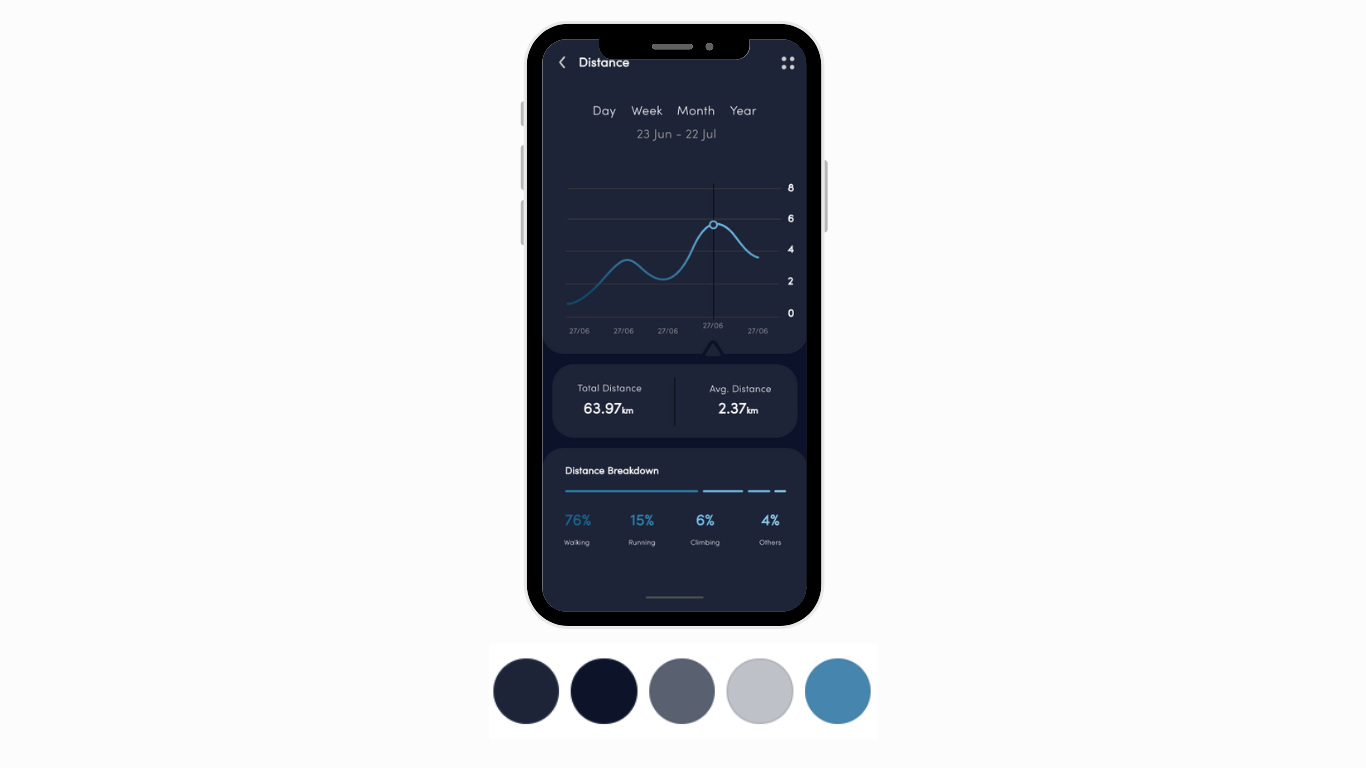 Distance
Day Week Month Year
23 Jun - 22 Jul
8
6
4
2
0
27/06 27/06 27/06 27/06 27/06
Total Distance Avg. Distance
63.97km 2.37km
Distance Breakdown
76% 15% 6% 4%
Walking Running Climbing Others